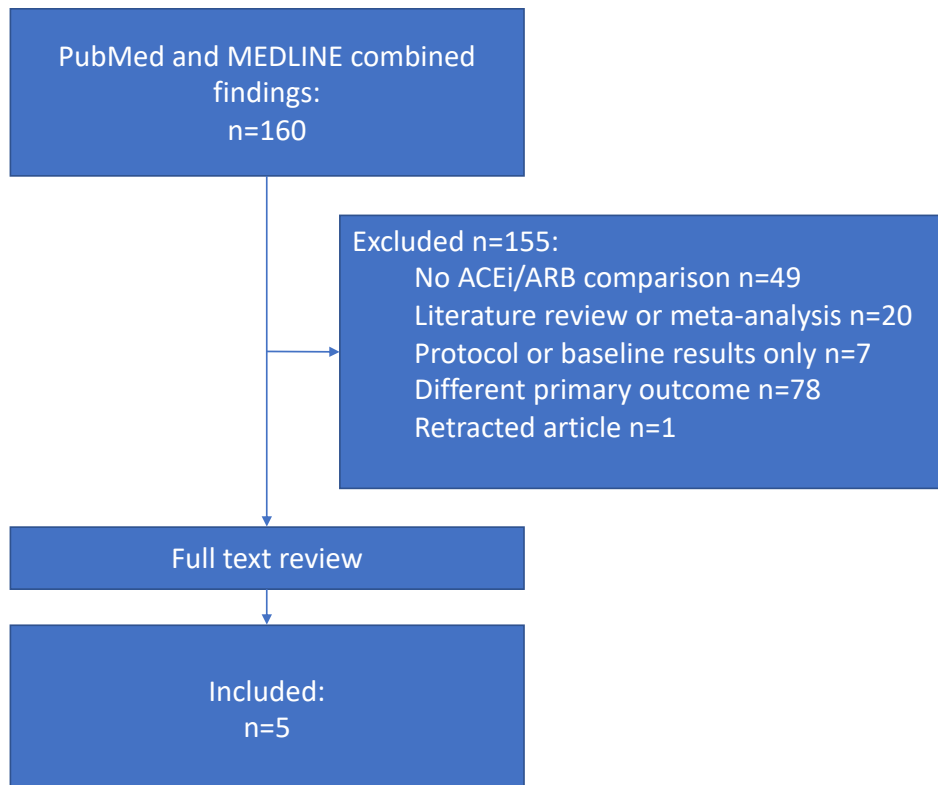 PubMed and MEDLINE combined
findings:
n=160
Excluded n=155:
No ACEi/ARB comparison n=49
Literature review or meta-analysis n=20
Protocol or baseline results only n=7
Different primary outcome n=78
Retracted article n=1
Full text review
Included:
n=5